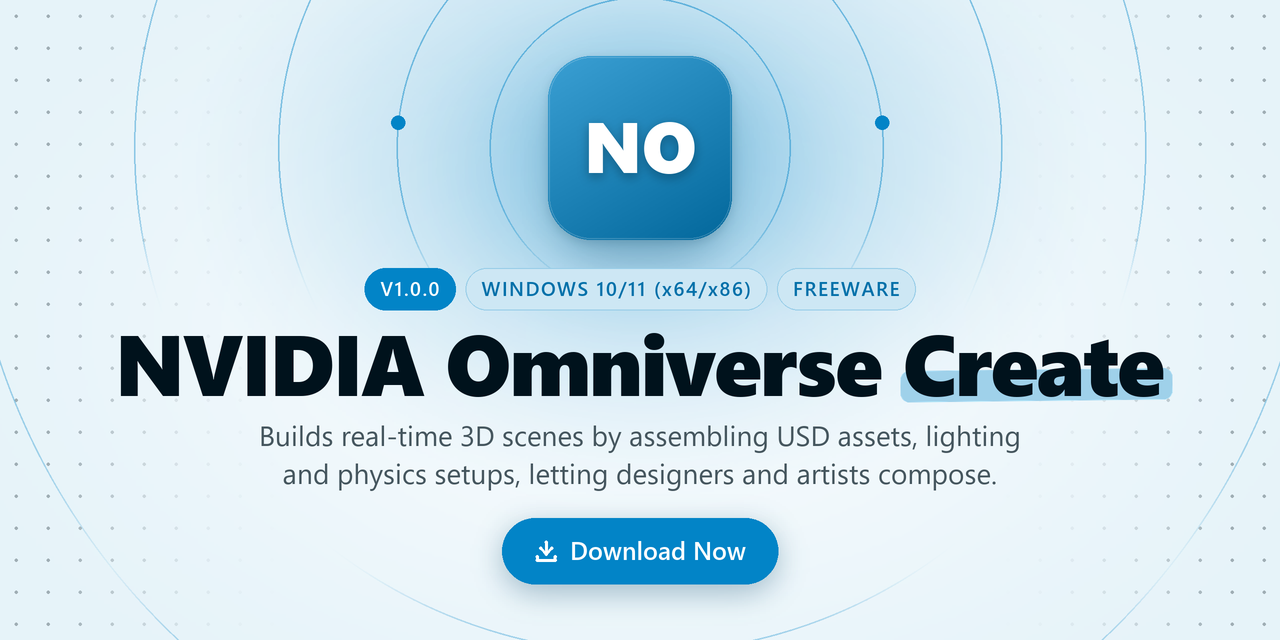 NO
V1.0.0 WINDOWS 10/11 (x64/x86) FREEWARE
NVIDIA Omniverse Create
Builds real-time 3D scenes by assembling USD assets, lighting
and physics setups, letting designers and artists compose.
Download Now